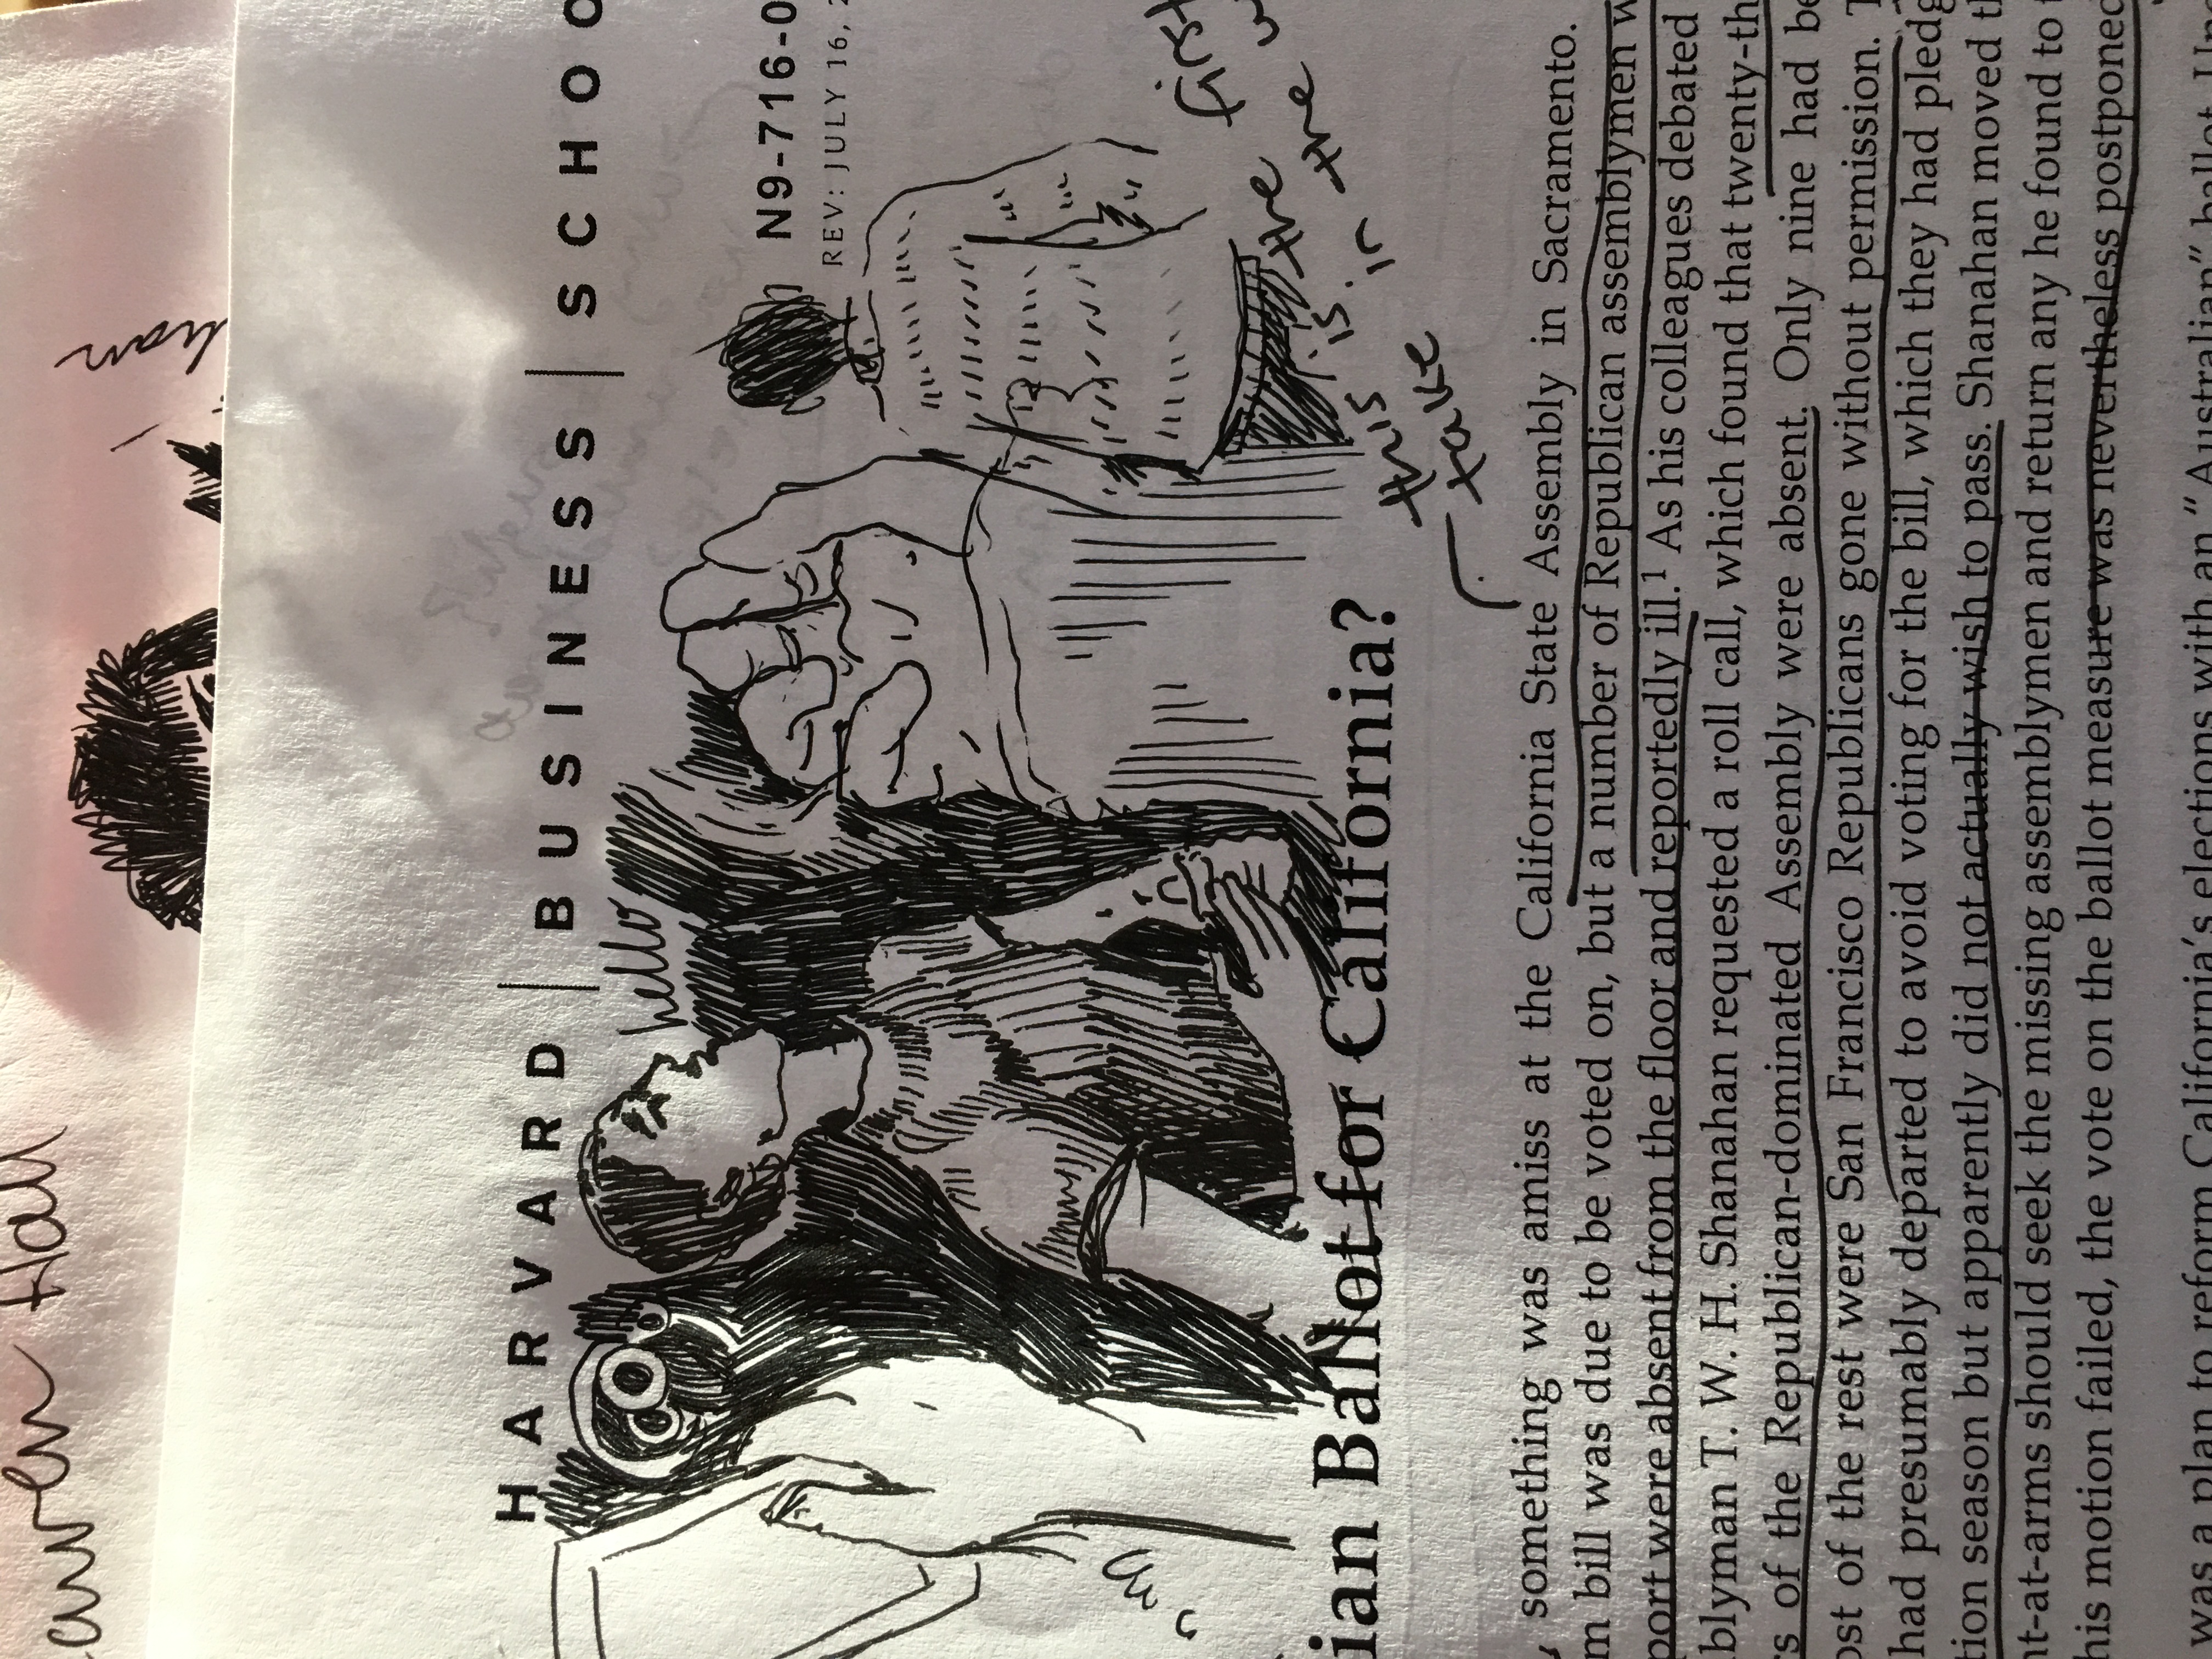 Hall
HARVARD | BUSINESS | SCHOO
hello
N9-716-0
REV: JULY 16, 2
ian Ballot for California?
this is the first
take in the w
, something was amiss at the California State Assembly in Sacramento.
m bill was due to be voted on, but a number of Republican assemblymen w
port were absent from the floor and reportedly ill.¹ As his colleagues debated
blyman T. W. H. Shanahan requested a roll call, which found that twenty-th
rs of the Republican-dominated Assembly were absent. Only nine had be
ost of the rest were San Francisco Republicans gone without permission. T
had presumably departed to avoid voting for the bill, which they had pledg
tion season but apparently did not actually wish to pass. Shanahan moved th
nt-at-arms should seek the missing assemblymen and return any he found to t
his motion failed, the vote on the ballot measure was nevertheless postponed
was a plan to reform California's elections with an "Australian" ballot. Und